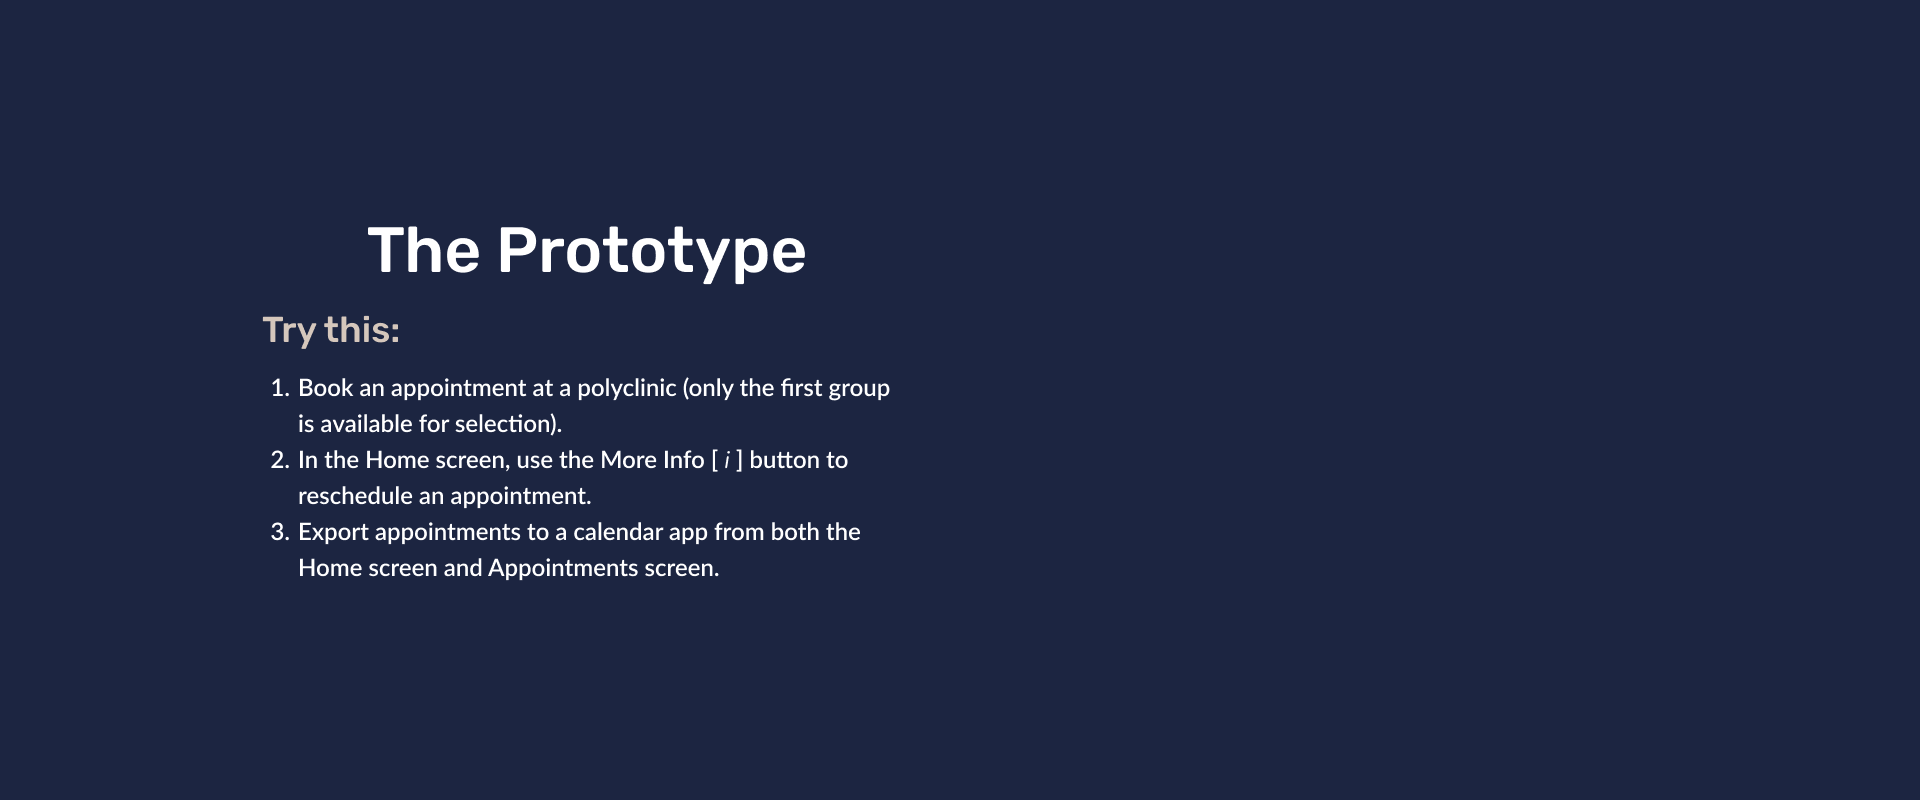 The Prototype
Try this:
1. Book an appointment at a polyclinic (only the first group
is available for selection).
2. In the Home screen, use the More Info [ i ] button to
reschedule an appointment.
3. Export appointments to a calendar app from both the
Home screen and Appointments screen.